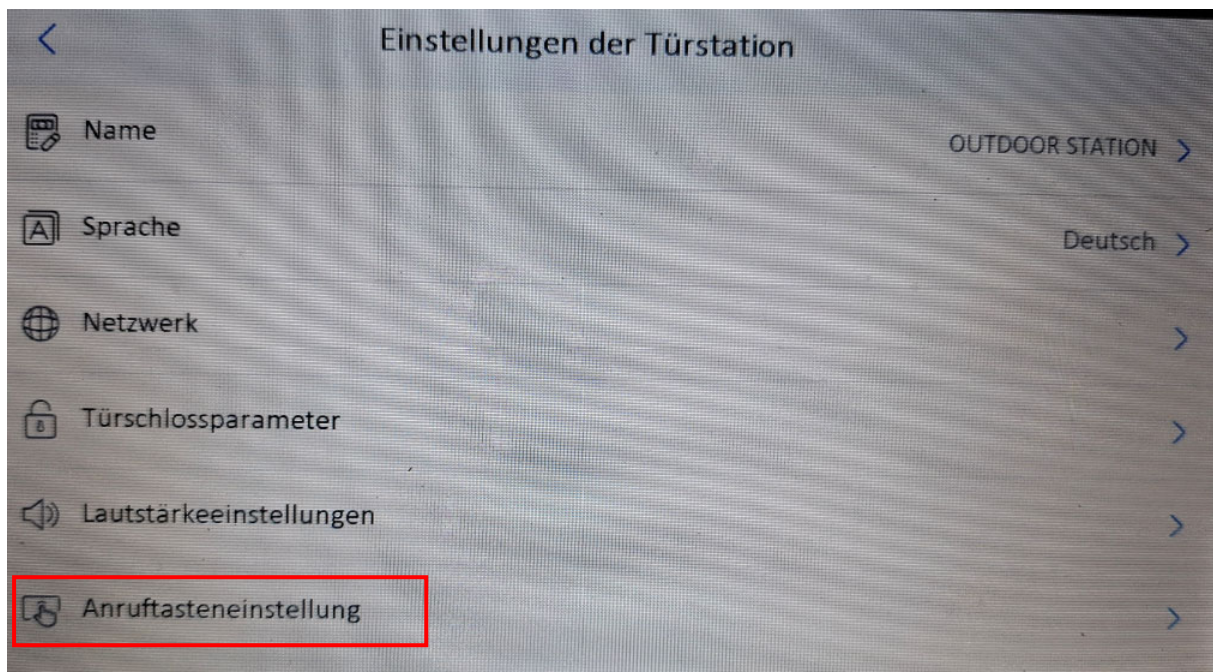 Einstellungen der Türstation
Name
OUTDOOR STATION
Sprache
Deutsch
Netzwerk
Türschlossparameter
Lautstärkeeinstellungen
Anruftasteneinstellung